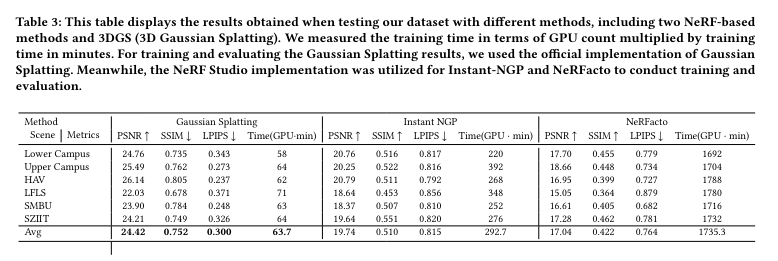 Table 3: This table displays the results obtained when testing our dataset with different methods, including two NeRF-based
methods and 3DGS (3D Gaussian Splatting). We measured the training time in terms of GPU count multiplied by training
time in minutes. For training and evaluating the Gaussian Splatting results, we used the official implementation of Gaussian
Splatting. Meanwhile, the NeRF Studio implementation was utilized for Instant-NGP and NeRFacto to conduct training and
evaluation.
Method Gaussian Splatting Instant NGP NeRFacto
Scene | Metrics PSNR ↑ SSIM ↓ LPIPS ↓ Time(GPU·min) PSNR ↑ SSIM ↑ LPIPS ↓ Time(GPU · min) PSNR ↑ SSIM ↑ LPIPS ↓ Time(GPU · min)
Lower Campus 24.76 0.735 0.343 58 20.76 0.516 0.817 220 17.70 0.455 0.779 1692
Upper Campus 25.49 0.762 0.273 64 20.25 0.522 0.816 392 18.66 0.448 0.734 1704
HAV 26.14 0.805 0.237 62 20.79 0.511 0.792 268 16.95 0.399 0.727 1788
LFLS 22.03 0.678 0.371 71 18.64 0.453 0.856 348 15.05 0.364 0.879 1780
SMBU 23.90 0.784 0.248 63 18.37 0.507 0.810 252 16.61 0.405 0.682 1716
SZIIT 24.21 0.749 0.326 64 19.64 0.551 0.820 276 17.28 0.462 0.781 1732
Avg 24.42 0.752 0.300 63.7 19.74 0.510 0.815 292.7 17.04 0.422 0.764 1735.3